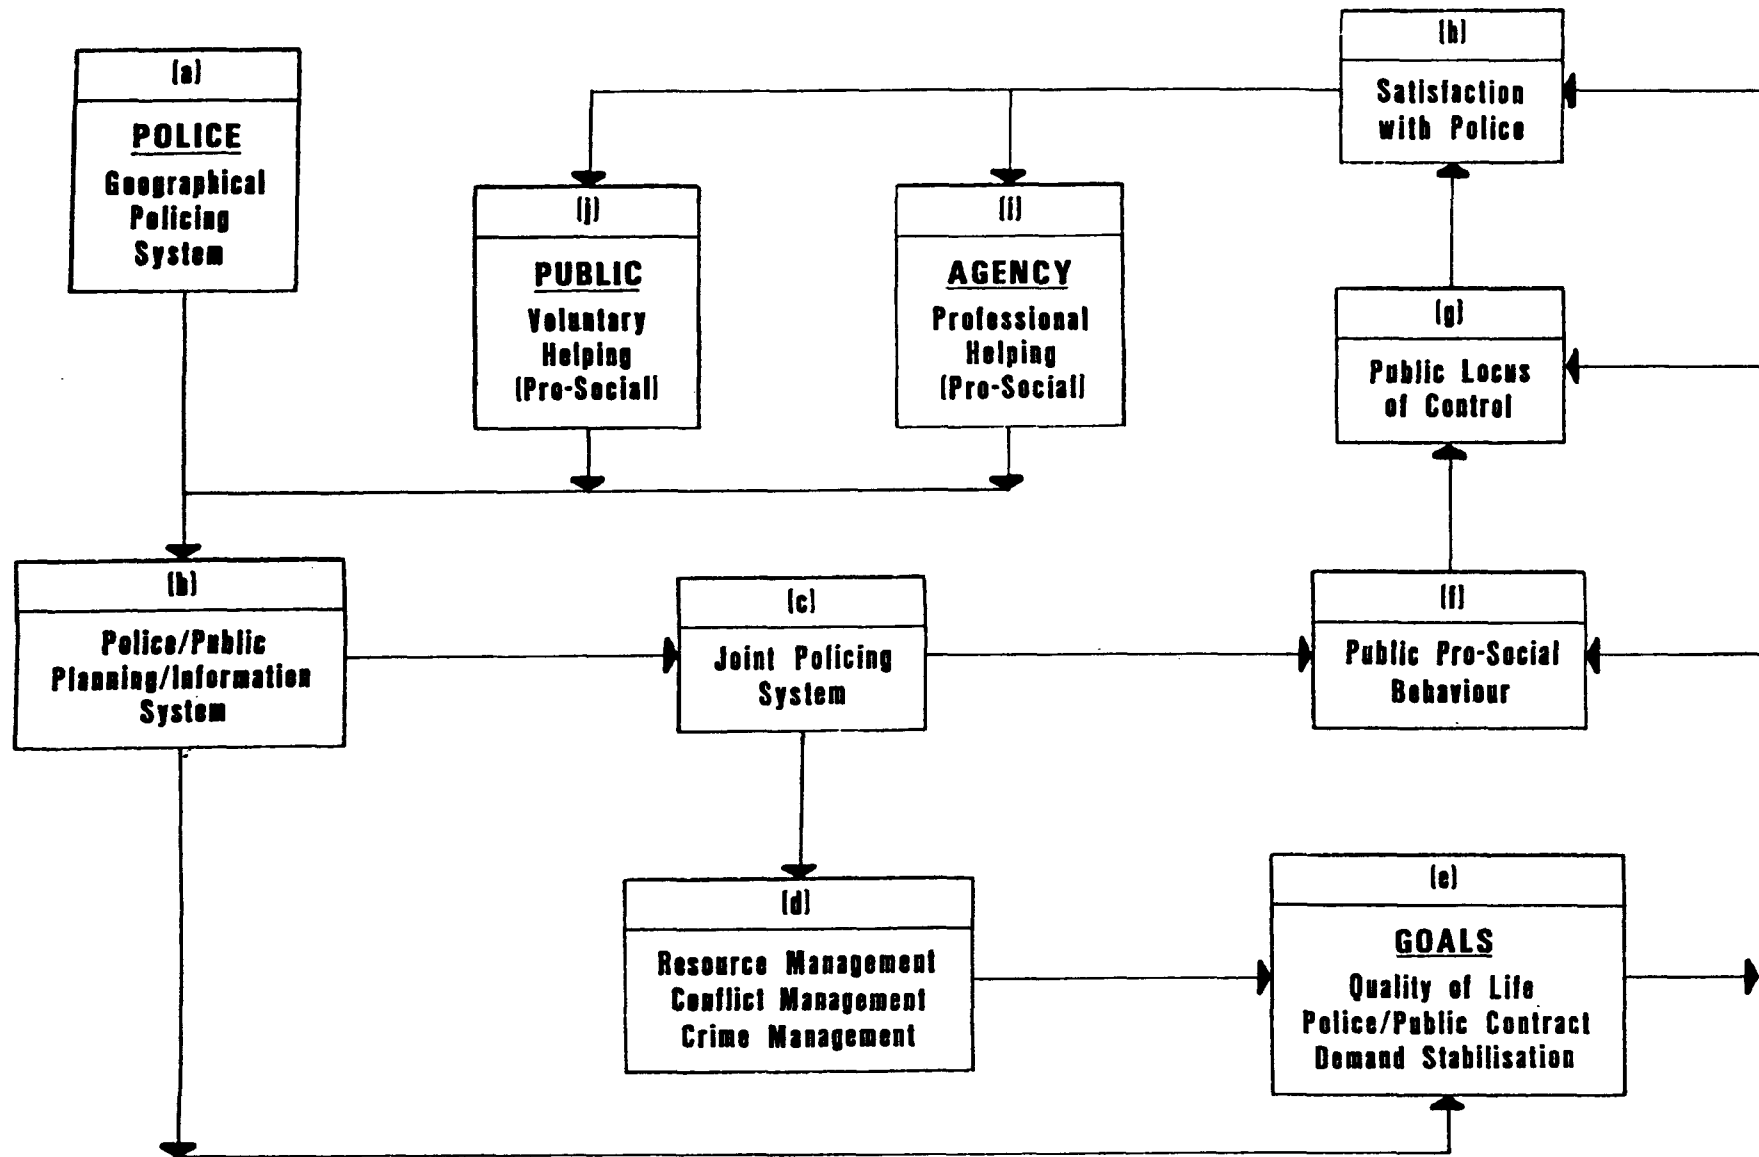 (a)
POLICE
Geographical
Policing
System
(j)
PUBLIC
Voluntary
Helping
(Pro-Social)
(i)
AGENCY
Professional
Helping
(Pro-Social)
(h)
Satisfaction
with Police
(g)
Public Locus
of Control
(b)
Police/Public
Planning/Information
System
(c)
Joint Policing
System
(f)
Public Pro-Social
Behaviour
(d)
Resource Management
Conflict Management
Crime Management
(e)
GOALS
Quality of Life
Police/Public Contract
Demand Stabilisation